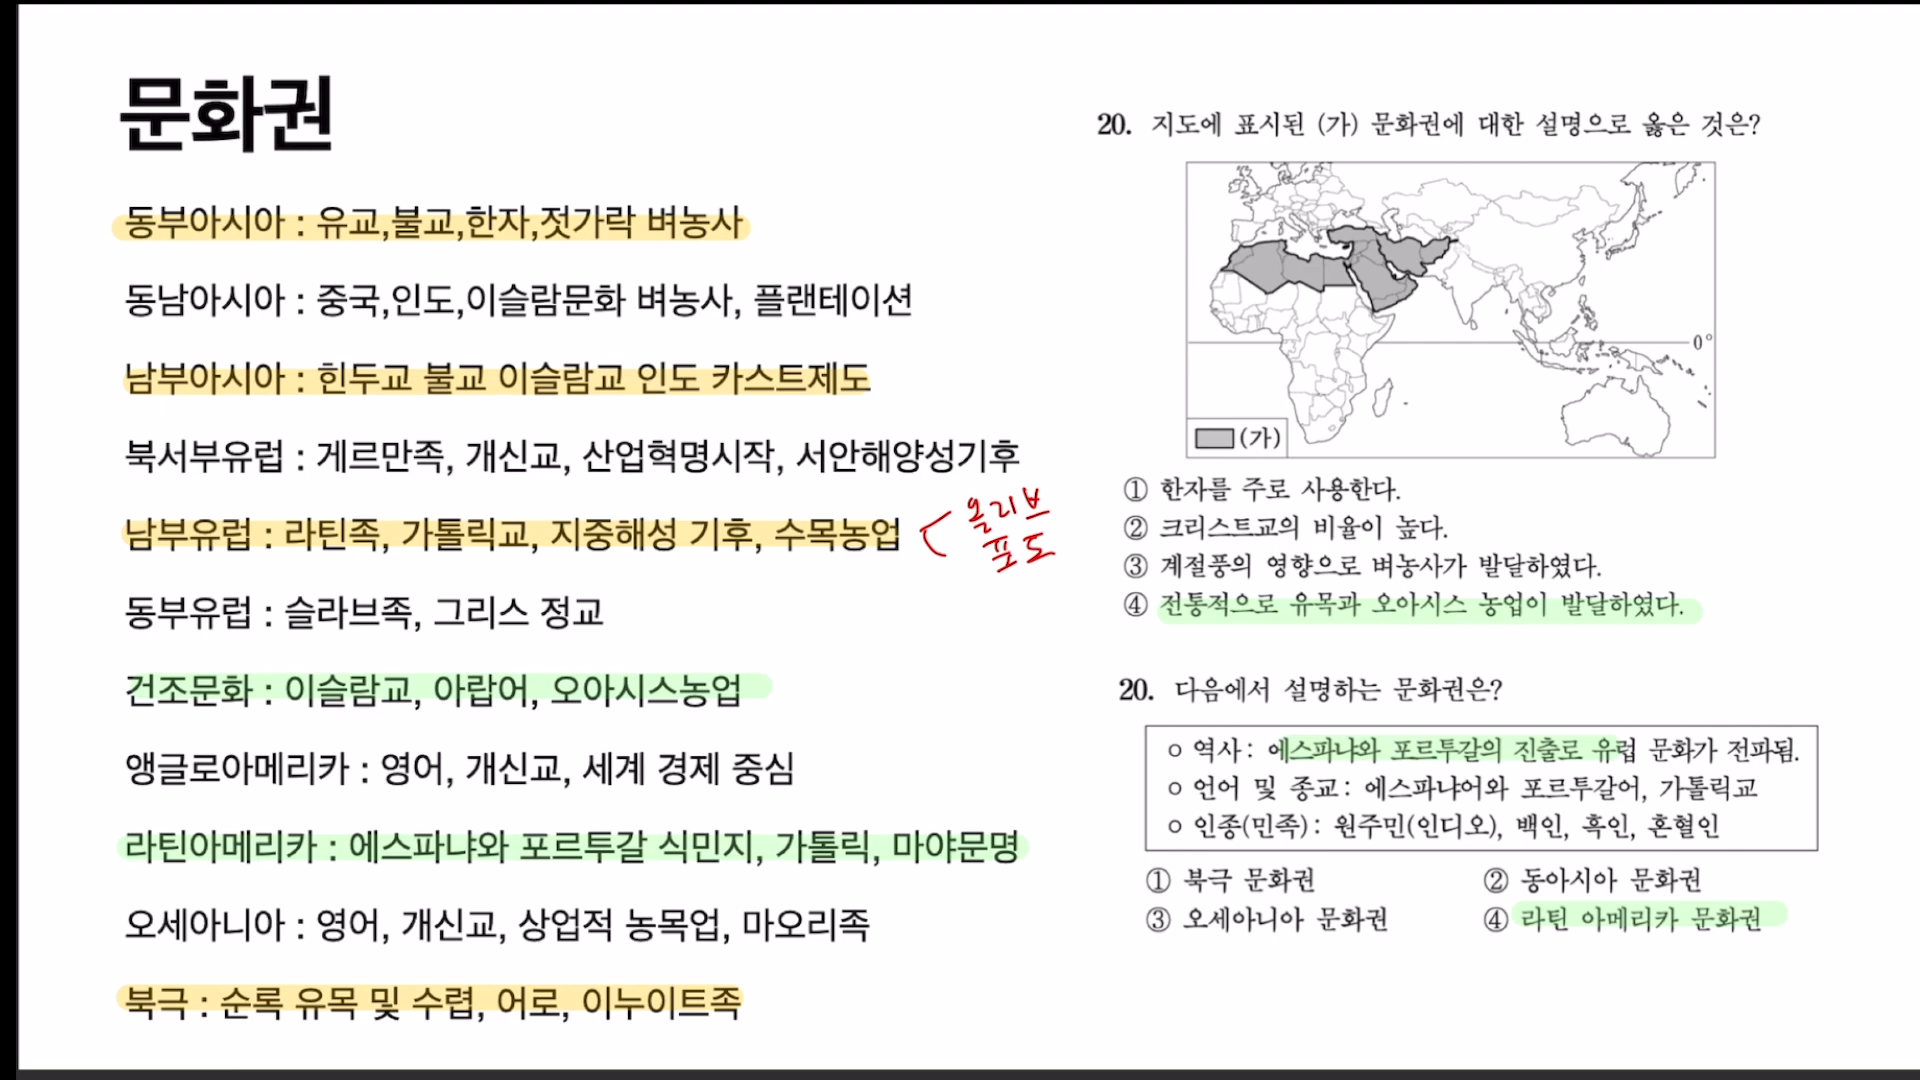 문화권
동부아시아 : 유교,불교,한자,젓가락 벼농사
동남아시아 : 중국,인도,이슬람문화 벼농사, 플랜테이션
남부아시아 : 힌두교 불교 이슬람교 인도 카스트제도
북서부유럽 : 게르만족, 개신교, 산업혁명시작, 서안해양성기후
남부유럽 : 라틴족, 가톨릭교, 지중해성 기후, 수목농업
올리브
포도
동부유럽 : 슬라브족, 그리스 정교
건조문화 : 이슬람교, 아랍어, 오아시스농업
앵글로아메리카 : 영어, 개신교, 세계 경제 중심
라틴아메리카 : 에스파냐와 포르투갈 식민지, 가톨릭, 마야문명
오세아니아 : 영어, 개신교, 상업적 농목업, 마오리족
북극 : 순록 유목 및 수렵, 어로, 이누이트족
20. 지도에 표시된 (가) 문화권에 대한 설명으로 옳은 것은?
0°
(가)
① 한자를 주로 사용한다.
② 크리스트교의 비율이 높다.
③ 계절풍의 영향으로 벼농사가 발달하였다.
④ 전통적으로 유목과 오아시스 농업이 발달하였다.
20. 다음에서 설명하는 문화권은?
○ 역사: 에스파냐와 포르투갈의 진출로 유럽 문화가 전파됨.
○ 언어 및 종교: 에스파냐어와 포르투갈어, 가톨릭교
○ 인종(민족): 원주민(인디오), 백인, 흑인, 혼혈인
① 북극 문화권 ② 동아시아 문화권
③ 오세아니아 문화권 ④ 라틴 아메리카 문화권